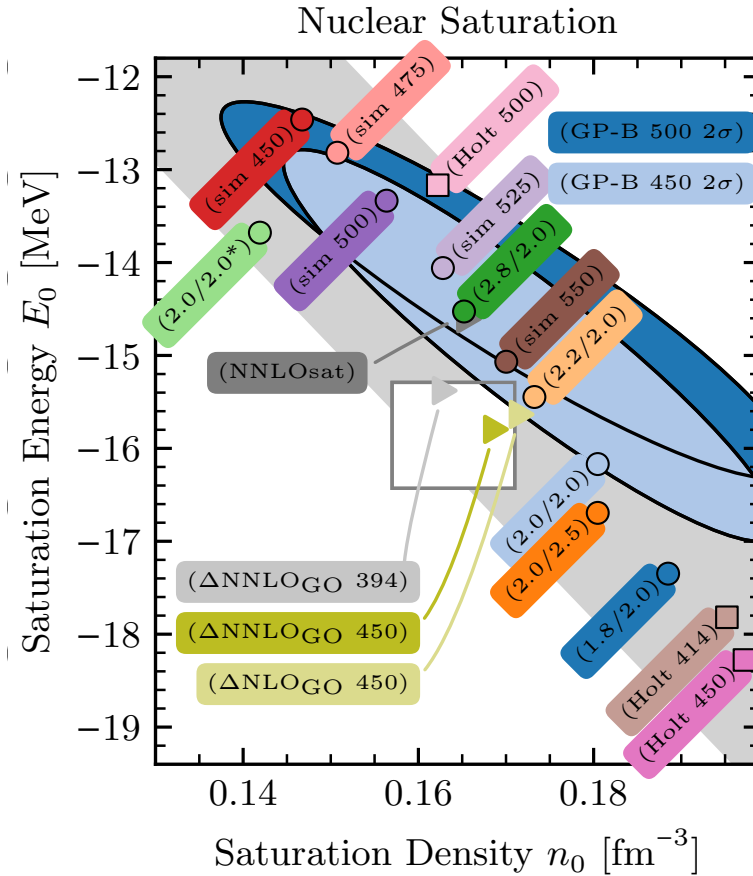 Nuclear Saturation
−12
−13
−14
−15
−16
−17
−18
−19
Saturation Energy E₀ [MeV]
(sim 450)
(sim 475)
(Holt 500)
(GP-B 500 2σ)
(GP-B 450 2σ)
(2.0/2.0*)
(sim 500)
(sim 525)
(2.8/2.0)
(sim 550)
(2.2/2.0)
(NNLOsat)
(2.0/2.0)
(2.0/2.5)
(1.8/2.0)
(Holt 414)
(Holt 450)
(ΔNNLO_GO 394)
(ΔNNLO_GO 450)
(ΔNLO_GO 450)
0.14 0.16 0.18
Saturation Density n₀ [fm⁻³]